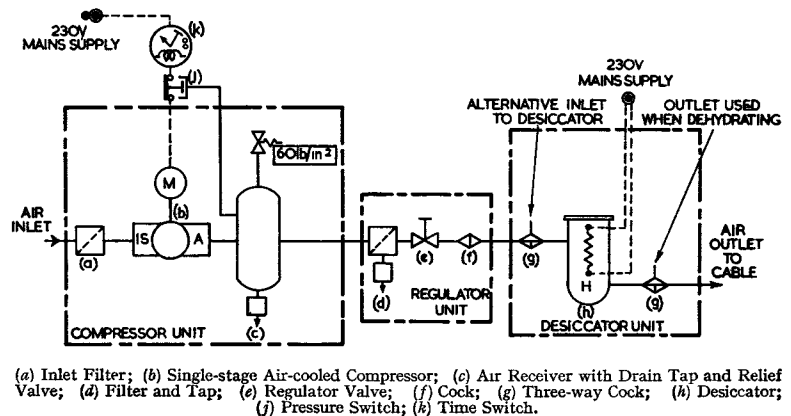 (k)
230V
MAINS SUPPLY
(J)
230V
MAINS SUPPLY
ALTERNATIVE INLET
TO DESICCATOR
OUTLET USED
WHEN DEHYDRATING
60lb/in²
M
AIR
INLET
(b)
IS
A
(a)
(c)
COMPRESSOR UNIT
(d)
(e)
(f)
REGULATOR
UNIT
(g)
H
(h)
(g)
AIR
OUTLET
TO
CABLE
DESICCATOR UNIT
(a) Inlet Filter; (b) Single-stage Air-cooled Compressor; (c) Air Receiver with Drain Tap and Relief
Valve; (d) Filter and Tap; (e) Regulator Valve; (f) Cock; (g) Three-way Cock; (h) Desiccator;
(j) Pressure Switch; (k) Time Switch.